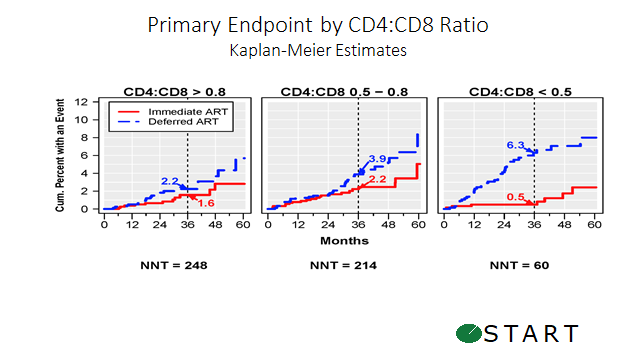 Primary Endpoint by CD4:CD8 Ratio
Kaplan-Meier Estimates
CD4:CD8 > 0.8
CD4:CD8 0.5 – 0.8
CD4:CD8 < 0.5
Cum. Percent with an Event
12
10
8
6
4
2
0
Immediate ART
Deferred ART
2.2
1.6
3.9
2.2
6.3
0.5
0 12 24 36 48 60
0 12 24 36 48 60
0 12 24 36 48 60
Months
NNT = 248
NNT = 214
NNT = 60
START